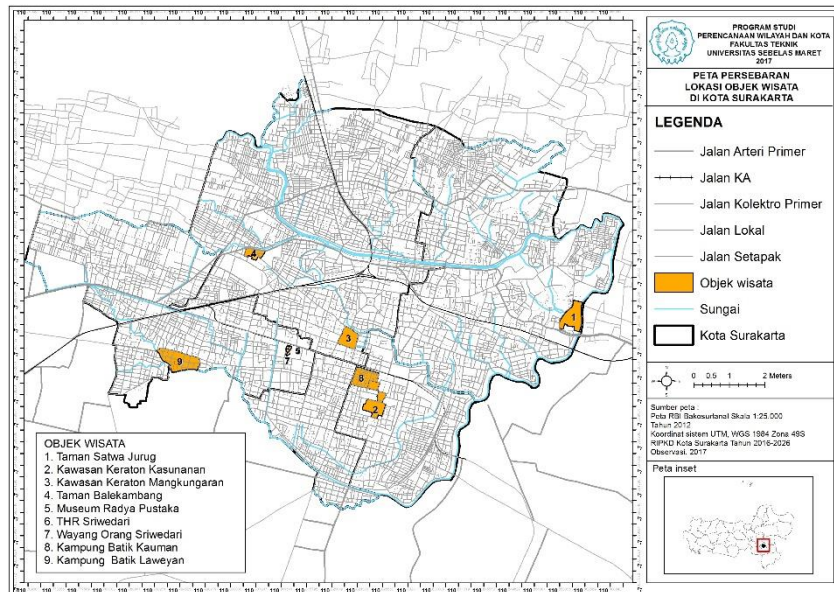 PROGRAM STUDI
PERENCANAAN WILAYAH DAN KOTA
FAKULTAS TEKNIK
UNIVERSITAS SEBELAS MARET
2017
PETA PERSEBARAN
LOKASI OBJEK WISATA
DI KOTA SURAKARTA
LEGENDA
Jalan Arteri Primer
Jalan KA
Jalan Kolektro Primer
Jalan Lokal
Jalan Setapak
Objek wisata
Sungai
Kota Surakarta
0 0.5 1 2 Meters
Sumber peta :
Peta RBI Bakosurtanal Skala 1:25.000
Tahun 2012
Koordinat sistem UTM, WGS 1984 Zona 49S
RIPKD Kota Surakarta Tahun 2016-2026
Observasi, 2017
Peta inset
4
1
3
5
7
9
8
2
OBJEK WISATA
1. Taman Satwa Jurug
2. Kawasan Keraton Kasunanan
3. Kawasan Keraton Mangkungaran
4. Taman Balekambang
5. Museum Radya Pustaka
6. THR Sriwedari
7. Wayang Orang Sriwedari
8. Kampung Batik Kauman
9. Kampung Batik Laweyan